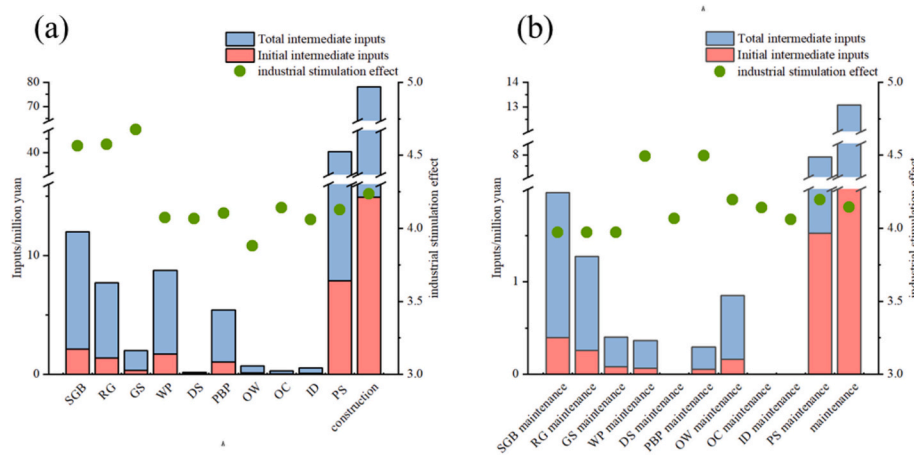 (a)
Total intermediate inputs
Initial intermediate inputs
industrial stimulation effect
80
70
40
10
0
Inputs/million yuan
5.0
4.5
4.0
3.5
3.0
industrial stimulation effect
SGB
RG
GS
WP
DS
PBP
OW
OC
ID
PS
construction
A
(b)
A
Total intermediate inputs
Initial intermediate inputs
industrial stimulation effect
14
13
8
1
0
Inputs/million yuan
5.0
4.5
4.0
3.5
3.0
industrial stimulation effect
SGB maintenance
RG maintenance
GS maintenance
WP maintenance
DS maintenance
PBP maintenance
OW maintenance
OC maintenance
ID maintenance
PS maintenance
maintenance